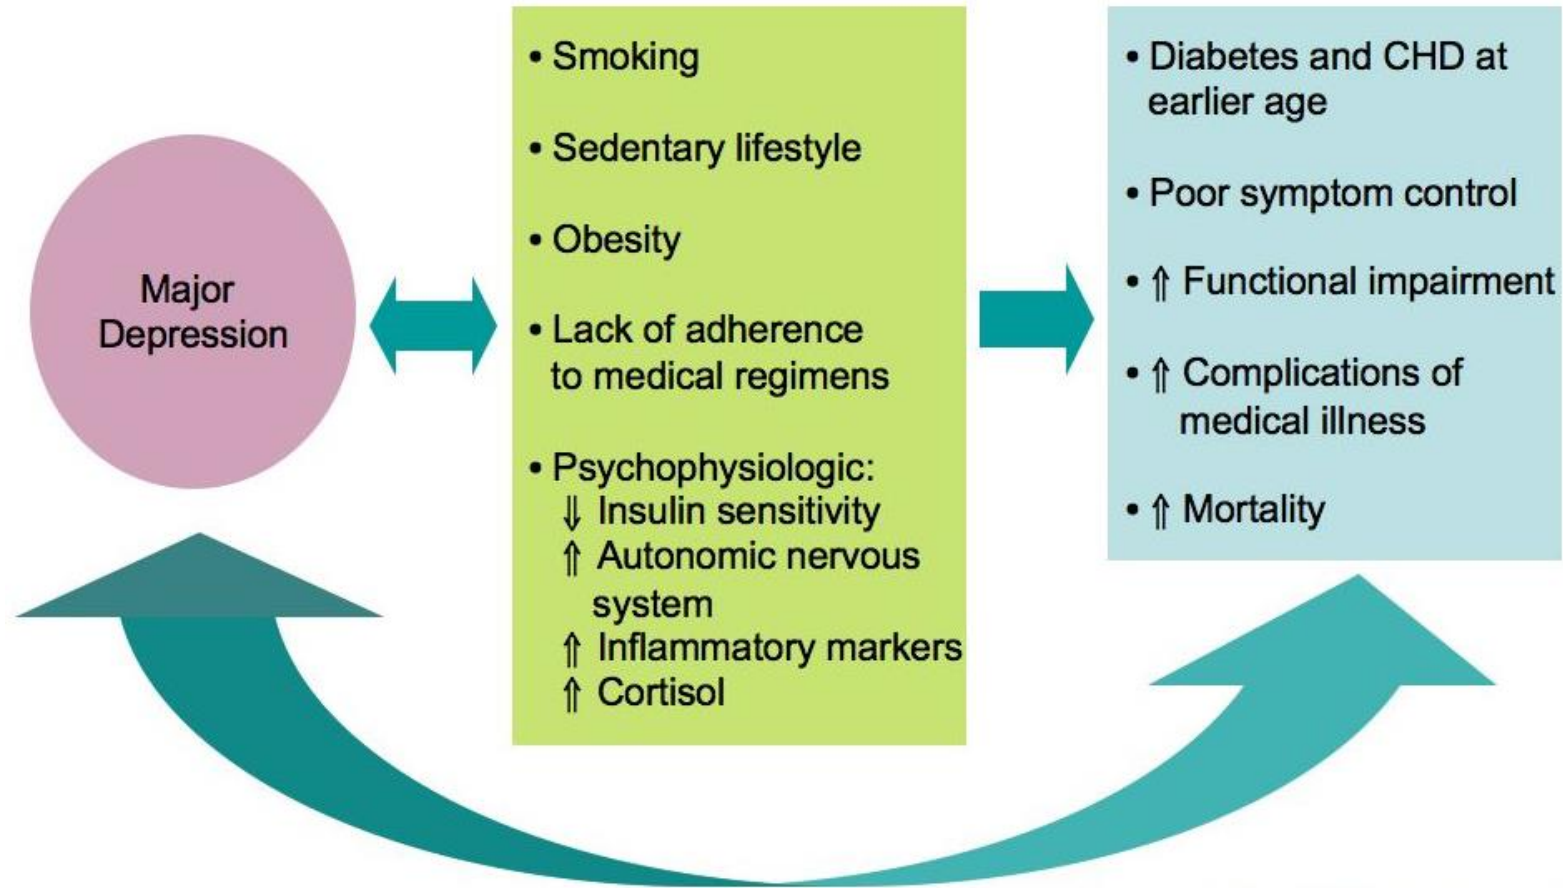 Major
Depression
• Smoking
• Sedentary lifestyle
• Obesity
• Lack of adherence
to medical regimens
• Psychophysiologic:
⇓ Insulin sensitivity
⇑ Autonomic nervous
system
⇑ Inflammatory markers
⇑ Cortisol
• Diabetes and CHD at
earlier age
• Poor symptom control
• ⇑ Functional impairment
• ⇑ Complications of
medical illness
• ⇑ Mortality